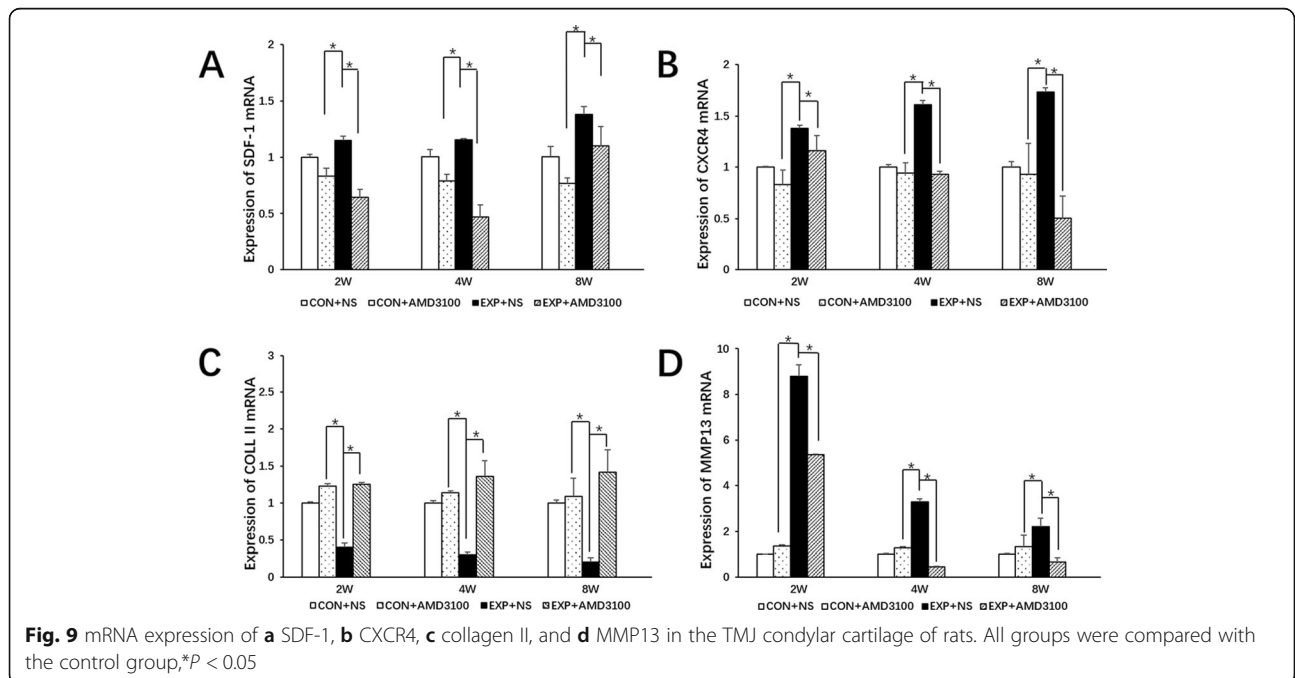 A
Expression of SDF-1 mRNA
2
1.5
1
0.5
0
* * * * * *
2W 4W 8W
□CON+NS □CON+AMD3100 ■EXP+NS ▨EXP+AMD3100
B
Expression of CXCR4 mRNA
2
1.5
1
0.5
0
* * * * * *
2W 4W 8W
□CON+NS □CON+AMD3100 ■EXP+NS ▨EXP+AMD3100
C
Expression of COLL II mRNA
3
2.5
2
1.5
1
0.5
0
* * * * * *
2W 4W 8W
□CON+NS □CON+AMD3100 ■EXP+NS ▨EXP+AMD3100
D
Expression of MMP13 mRNA
10
8
6
4
2
0
* * * * * *
2W 4W 8W
□CON+NS □CON+AMD3100 ■EXP+NS ▨EXP+AMD3100
Fig. 9 mRNA expression of a SDF-1, b CXCR4, c collagen II, and d MMP13 in the TMJ condylar cartilage of rats. All groups were compared with
the control group,*P < 0.05